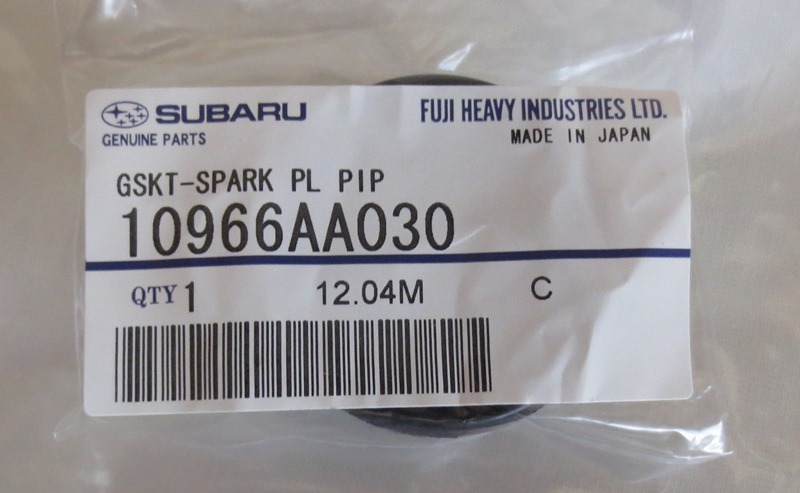 SUBARU
GENUINE PARTS
FUJI HEAVY INDUSTRIES LTD.
MADE IN JAPAN
GSKT-SPARK PL PIP
10966AA030
QTY 1 12.04M C